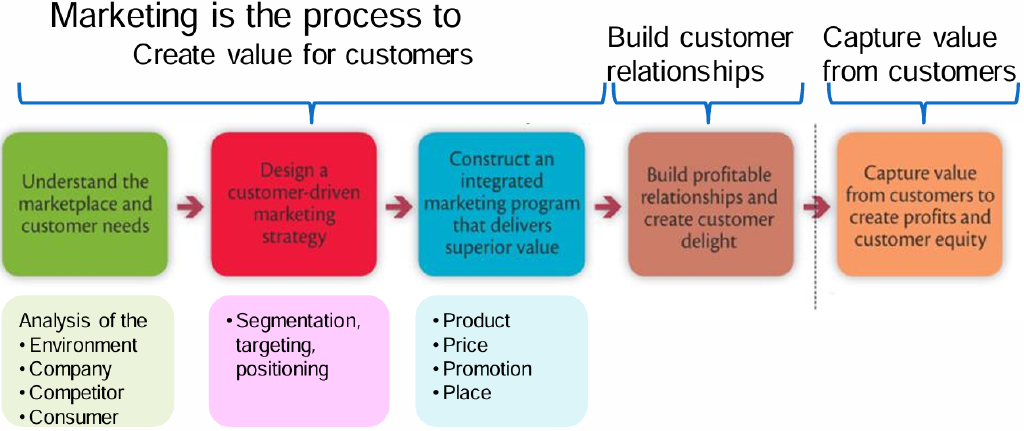 Marketing is the process to
Create value for customers
Build customer
relationships
Capture value
from customers
Understand the
marketplace and
customer needs
Design a
customer-driven
marketing
strategy
Construct an
integrated
marketing program
that delivers
superior value
Build profitable
relationships and
create customer
delight
Capture value
from customers to
create profits and
customer equity
Analysis of the
• Environment
• Company
• Competitor
• Consumer
• Segmentation,
targeting,
positioning
• Product
• Price
• Promotion
• Place